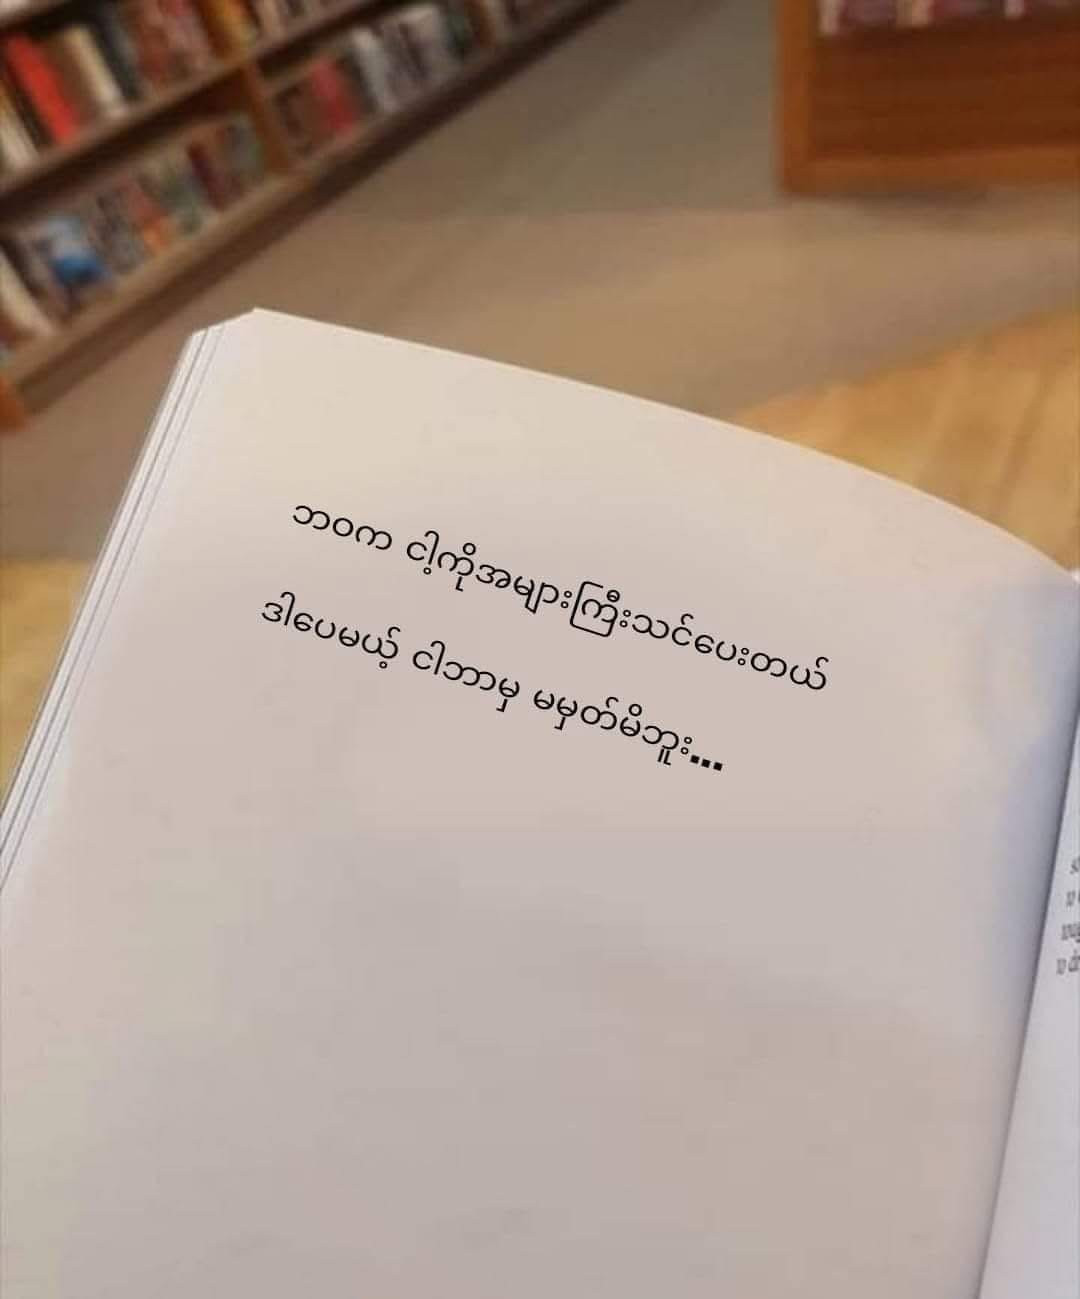 ဘဝက ငါ့ကိုအများကြီးသင်ပေးတယ်
ဒါပေမယ့် ငါဘာမှ မမှတ်မိဘူး...